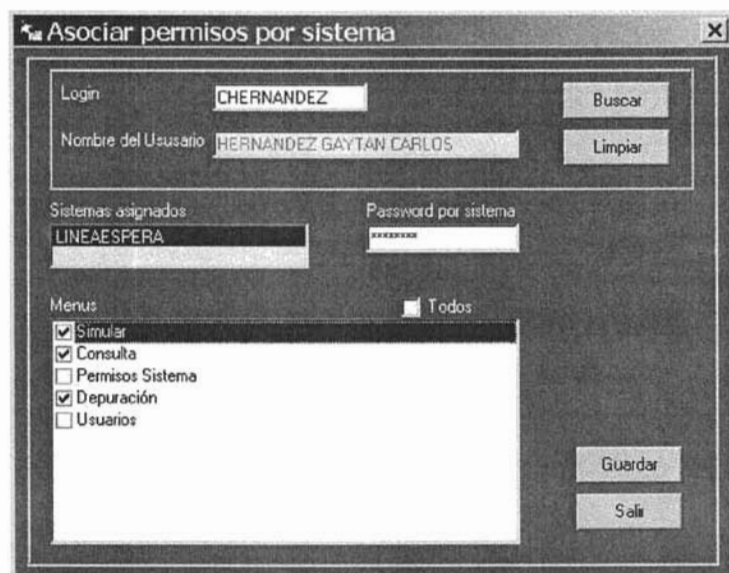 Asociar permisos por sistema
Login CHERNANDEZ Buscar
Nombre del Ususario HERNANDEZ GAYTAN CARLOS Limpiar
Sistemas asignados Password por sistema
LINEAESPERA ********
Menus Todos
Simular
Consulta
Permisos Sistema
Depuración
Usuarios
Guardar
Salir